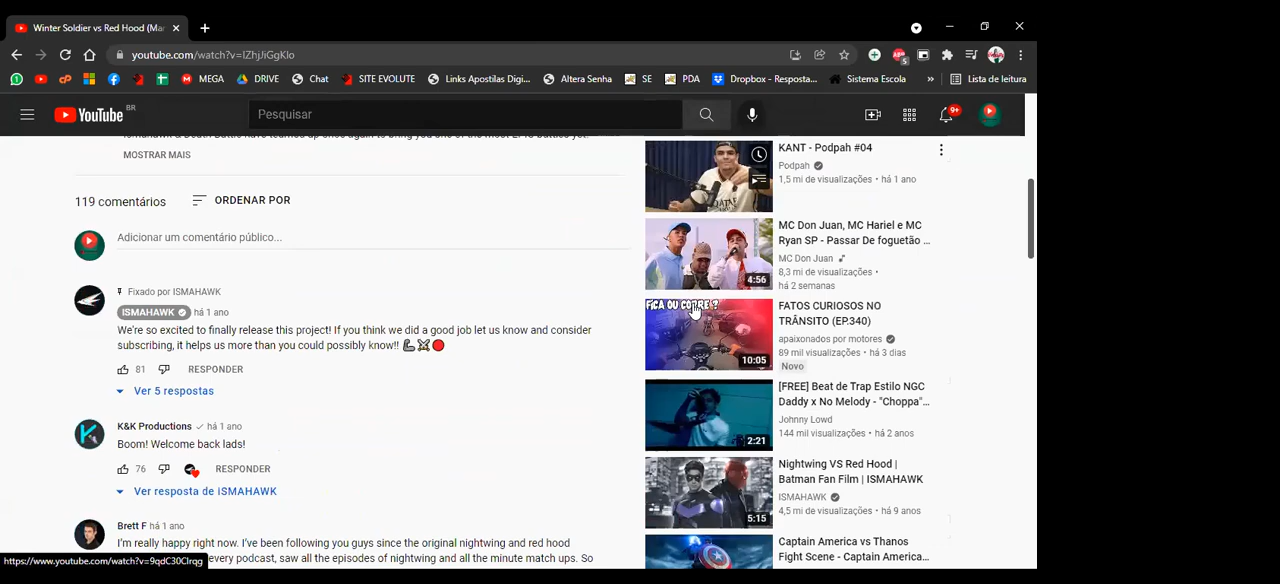 Winter Soldier vs Red Hood (Mar
youtube.com/watch?v=IZhjJiGgKlo
MEGA
DRIVE
Chat
SITE EVOLUTE
Links Apostilas Digi...
Altera Senha
SE
PDA
Dropbox - Resposta...
Sistema Escola
»
Lista de leitura
YouTube BR
Pesquisar
9+
MOSTRAR MAIS
119 comentários
ORDENAR POR
Adicionar um comentário público...
Fixado por ISMAHAWK
ISMAHAWK há 1 ano
We're so excited to finally release this project! If you think we did a good job let us know and consider
subscribing, it helps us more than you could possibly know!! 💪⚔️🔴
81 RESPONDER
Ver 5 respostas
K&K Productions há 1 ano
Boom! Welcome back lads!
76 RESPONDER
Ver resposta de ISMAHAWK
Brett F há 1 ano
I'm really happy right now. I've been following you guys since the original nightwing and red hood
every podcast, saw all the episodes of nightwing and all the minute match ups. So
https://www.youtube.com/watch?v=9qdC30CIrqg
KANT - Podpah #04
Podpah
1,5 mi de visualizações • há 1 ano
4:56
MC Don Juan, MC Hariel e MC
Ryan SP - Passar De foguetão ...
MC Don Juan
8,3 mi de visualizações •
há 2 semanas
FICA OU CORRE ?
10:05
FATOS CURIOSOS NO
TRÂNSITO (EP.340)
apaixonados por motores
89 mil visualizações • há 3 dias
Novo
2:21
[FREE] Beat de Trap Estilo NGC
Daddy x No Melody - "Choppa"...
Johnny Lowd
144 mil visualizações • há 2 anos
5:15
Nightwing VS Red Hood |
Batman Fan Film | ISMAHAWK
ISMAHAWK
4,5 mi de visualizações • há 9 anos
Captain America vs Thanos
Fight Scene - Captain America...